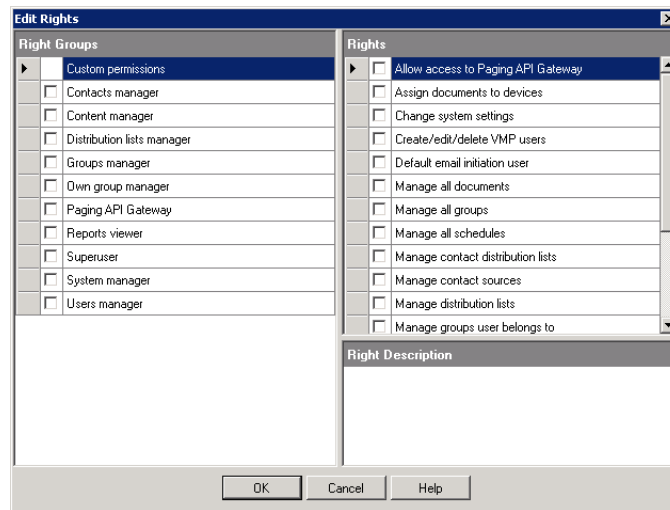 Edit Rights
Right Groups
Custom permissions
Contacts manager
Content manager
Distribution lists manager
Groups manager
Own group manager
Paging API Gateway
Reports viewer
Superuser
System manager
Users manager
Rights
Allow access to Paging API Gateway
Assign documents to devices
Change system settings
Create/edit/delete VMP users
Default email initiation user
Manage all documents
Manage all groups
Manage all schedules
Manage contact distribution lists
Manage contact sources
Manage distribution lists
Manage groups user belongs to
Right Description
OK Cancel Help